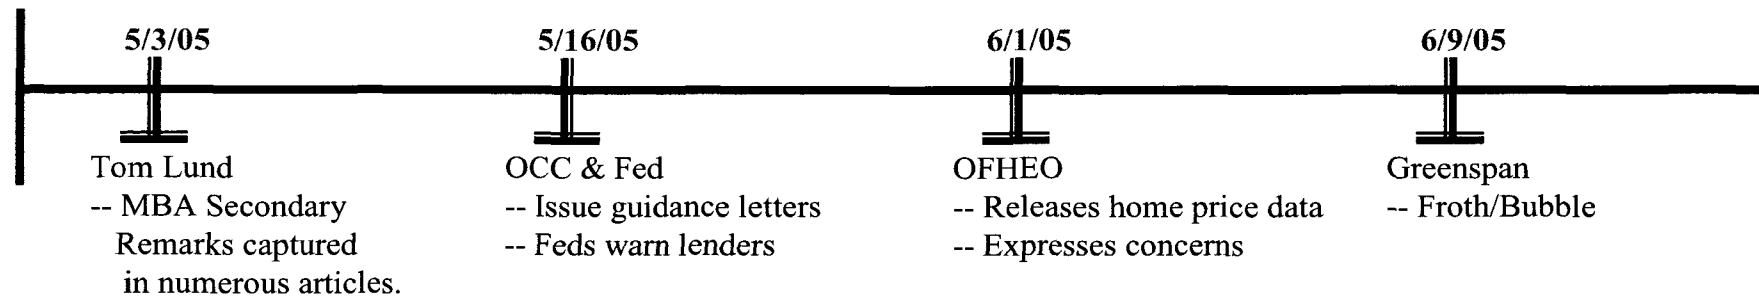 5/3/05
5/16/05
6/1/05
6/9/05
Tom Lund
-- MBA Secondary
Remarks captured
in numerous articles.
OCC & Fed
-- Issue guidance letters
-- Feds warn lenders
OFHEO
-- Releases home price data
-- Expresses concerns
Greenspan
-- Froth/Bubble